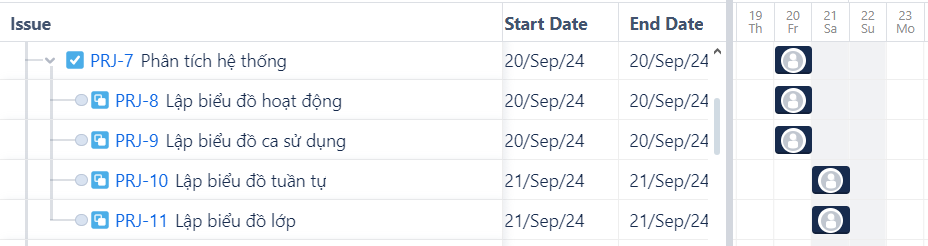 Issue Start Date End Date 19 20 21 22 23
Th Fr Sa Su Mo
PRJ-7 Phân tích hệ thống 20/Sep/24 20/Sep/24
PRJ-8 Lập biểu đồ hoạt động 20/Sep/24 20/Sep/24
PRJ-9 Lập biểu đồ ca sử dụng 20/Sep/24 20/Sep/24
PRJ-10 Lập biểu đồ tuần tự 21/Sep/24 21/Sep/24
PRJ-11 Lập biểu đồ lớp 21/Sep/24 21/Sep/24